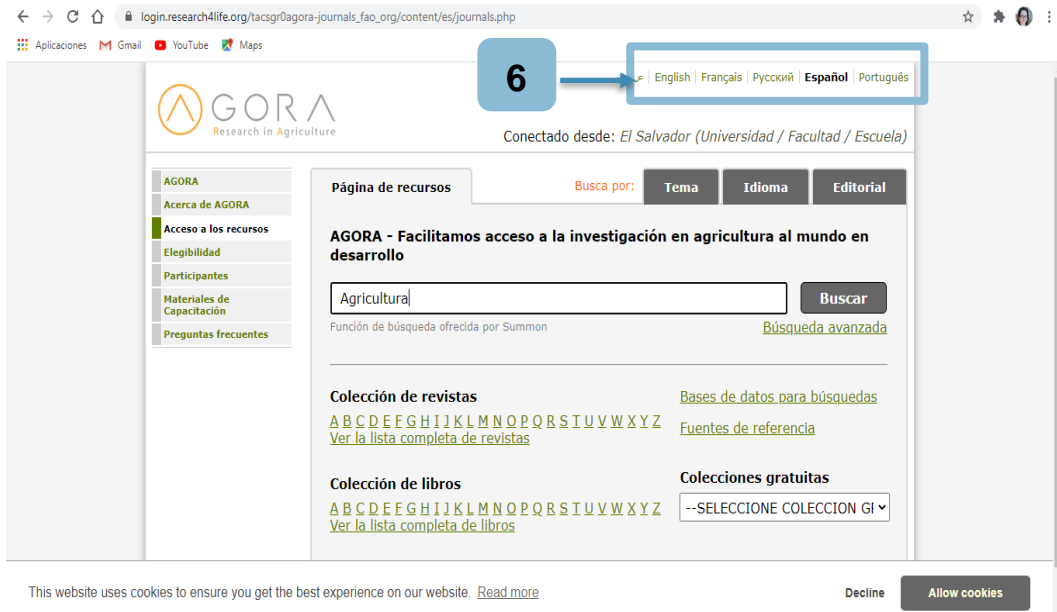 login.research4life.org/tacsgr0agora-journals_fao_org/content/es/journals.php
Aplicaciones Gmail YouTube Maps
6
English Français Русский Español Português
AGORA
Research in Agriculture
Conectado desde: El Salvador (Universidad / Facultad / Escuela)
AGORA
Acerca de AGORA
Acceso a los recursos
Elegibilidad
Participantes
Materiales de
Capacitación
Preguntas frecuentes
Página de recursos
Busca por: Tema Idioma Editorial
AGORA - Facilitamos acceso a la investigación en agricultura al mundo en
desarrollo
Agricultura
Buscar
Función de búsqueda ofrecida por Summon
Búsqueda avanzada
Colección de revistas
A B C D E F G H I J K L M N O P Q R S T U V W X Y Z
Ver la lista completa de revistas
Bases de datos para búsquedas
Fuentes de referencia
Colección de libros
A B C D E F G H I J K L M N O P Q R S T U V W X Y Z
Ver la lista completa de libros
Colecciones gratuitas
--SELECCIONE COLECCION
This website uses cookies to ensure you get the best experience on our website. Read more
Decline
Allow cookies